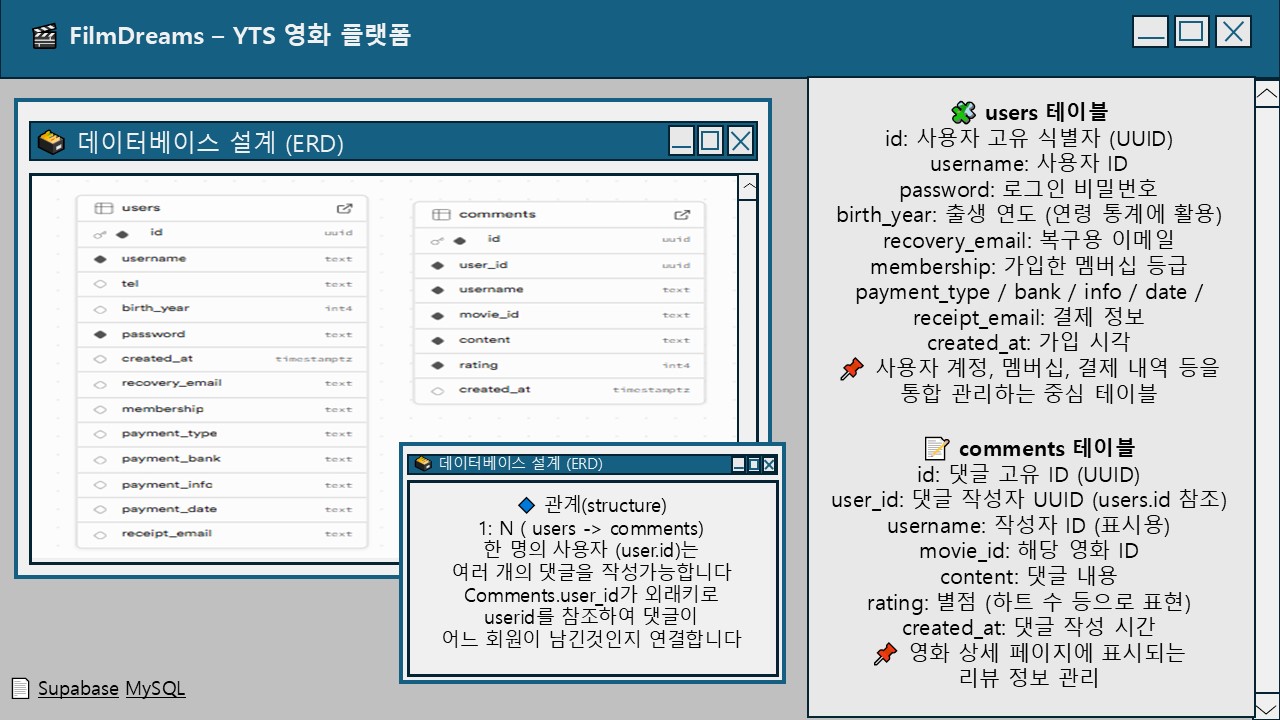 🎬 FilmDreams – YTS 영화 플랫폼
데이터베이스 설계 (ERD)
users
id uuid
username text
tel text
birth_year int4
password text
created_at timestamptz
recovery_email text
membership text
payment_type text
payment_bank text
payment_info text
payment_date text
receipt_email text
comments
id uuid
user_id uuid
username text
movie_id text
content text
rating int4
created_at timestamptz
데이터베이스 설계 (ERD)
🔷 관계(structure)
1: N ( users -> comments)
한 명의 사용자 (user.id)는
여러 개의 댓글을 작성가능합니다
Comments.user_id가 외래키로
userid를 참조하여 댓글이
어느 회원이 남긴것인지 연결합니다
Supabase MySQL
🧩 users 테이블
id: 사용자 고유 식별자 (UUID)
username: 사용자 ID
password: 로그인 비밀번호
birth_year: 출생 연도 (연령 통계에 활용)
recovery_email: 복구용 이메일
membership: 가입한 멤버십 등급
payment_type / bank / info / date /
receipt_email: 결제 정보
created_at: 가입 시각
📌 사용자 계정, 멤버십, 결제 내역 등을
통합 관리하는 중심 테이블
📝 comments 테이블
id: 댓글 고유 ID (UUID)
user_id: 댓글 작성자 UUID (users.id 참조)
username: 작성자 ID (표시용)
movie_id: 해당 영화 ID
content: 댓글 내용
rating: 별점 (하트 수 등으로 표현)
created_at: 댓글 작성 시간
📌 영화 상세 페이지에 표시되는
리뷰 정보 관리